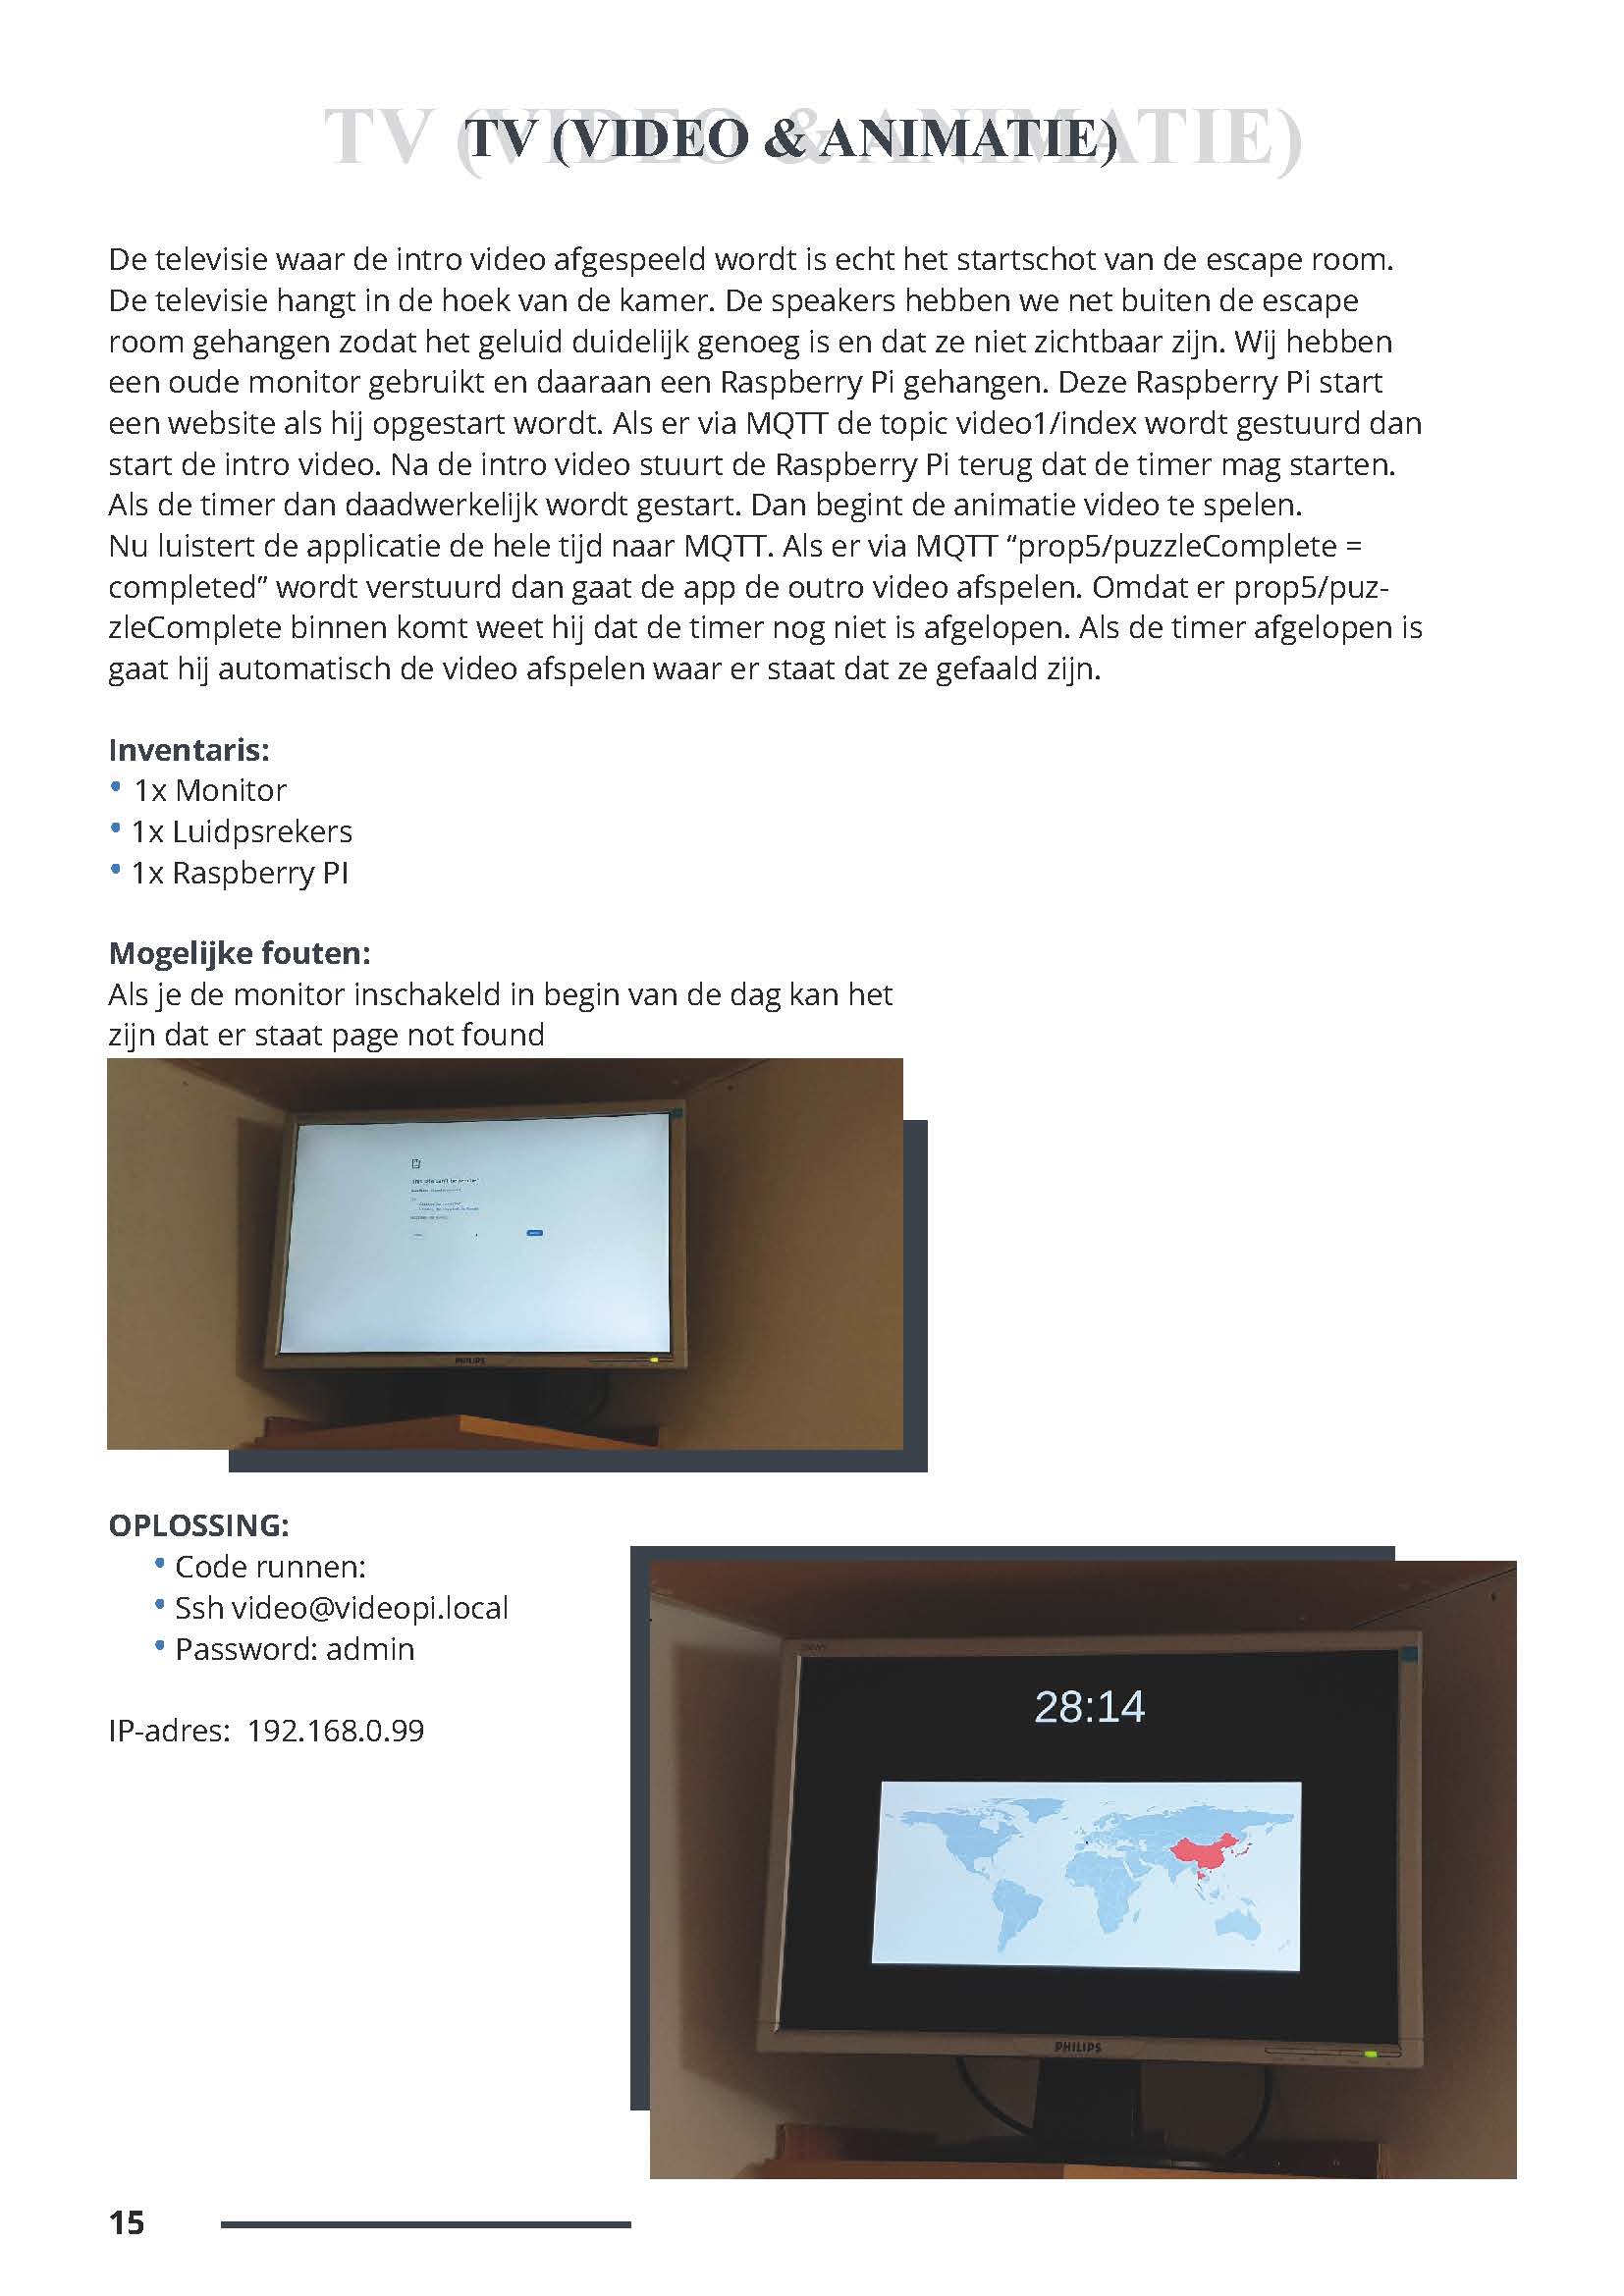 TV (VIDEO & ANIMATIE)
TV (VIDEO & ANIMATIE)
De televisie waar de intro video afgespeeld wordt is echt het startschot van de escape room.
De televisie hangt in de hoek van de kamer. De speakers hebben we net buiten de escape
room gehangen zodat het geluid duidelijk genoeg is en dat ze niet zichtbaar zijn. Wij hebben
een oude monitor gebruikt en daaraan een Raspberry Pi gehangen. Deze Raspberry Pi start
een website als hij opgestart wordt. Als er via MQTT de topic video1/index wordt gestuurd dan
start de intro video. Na de intro video stuurt de Raspberry Pi terug dat de timer mag starten.
Als de timer dan daadwerkelijk wordt gestart. Dan begint de animatie video te spelen.
Nu luistert de applicatie de hele tijd naar MQTT. Als er via MQTT “prop5/puzzleComplete =
completed” wordt verstuurd dan gaat de app de outro video afspelen. Omdat er prop5/puz-
zleComplete binnen komt weet hij dat de timer nog niet is afgelopen. Als de timer afgelopen is
gaat hij automatisch de video afspelen waar er staat dat ze gefaald zijn.
Inventaris:
• 1x Monitor
• 1x Luidpsrekers
• 1x Raspberry PI
Mogelijke fouten:
Als je de monitor inschakeld in begin van de dag kan het
zijn dat er staat page not found
PHILIPS
OPLOSSING:
• Code runnen:
• Ssh video@videopi.local
• Password: admin
IP-adres: 192.168.0.99
28:14
PHILIPS
15